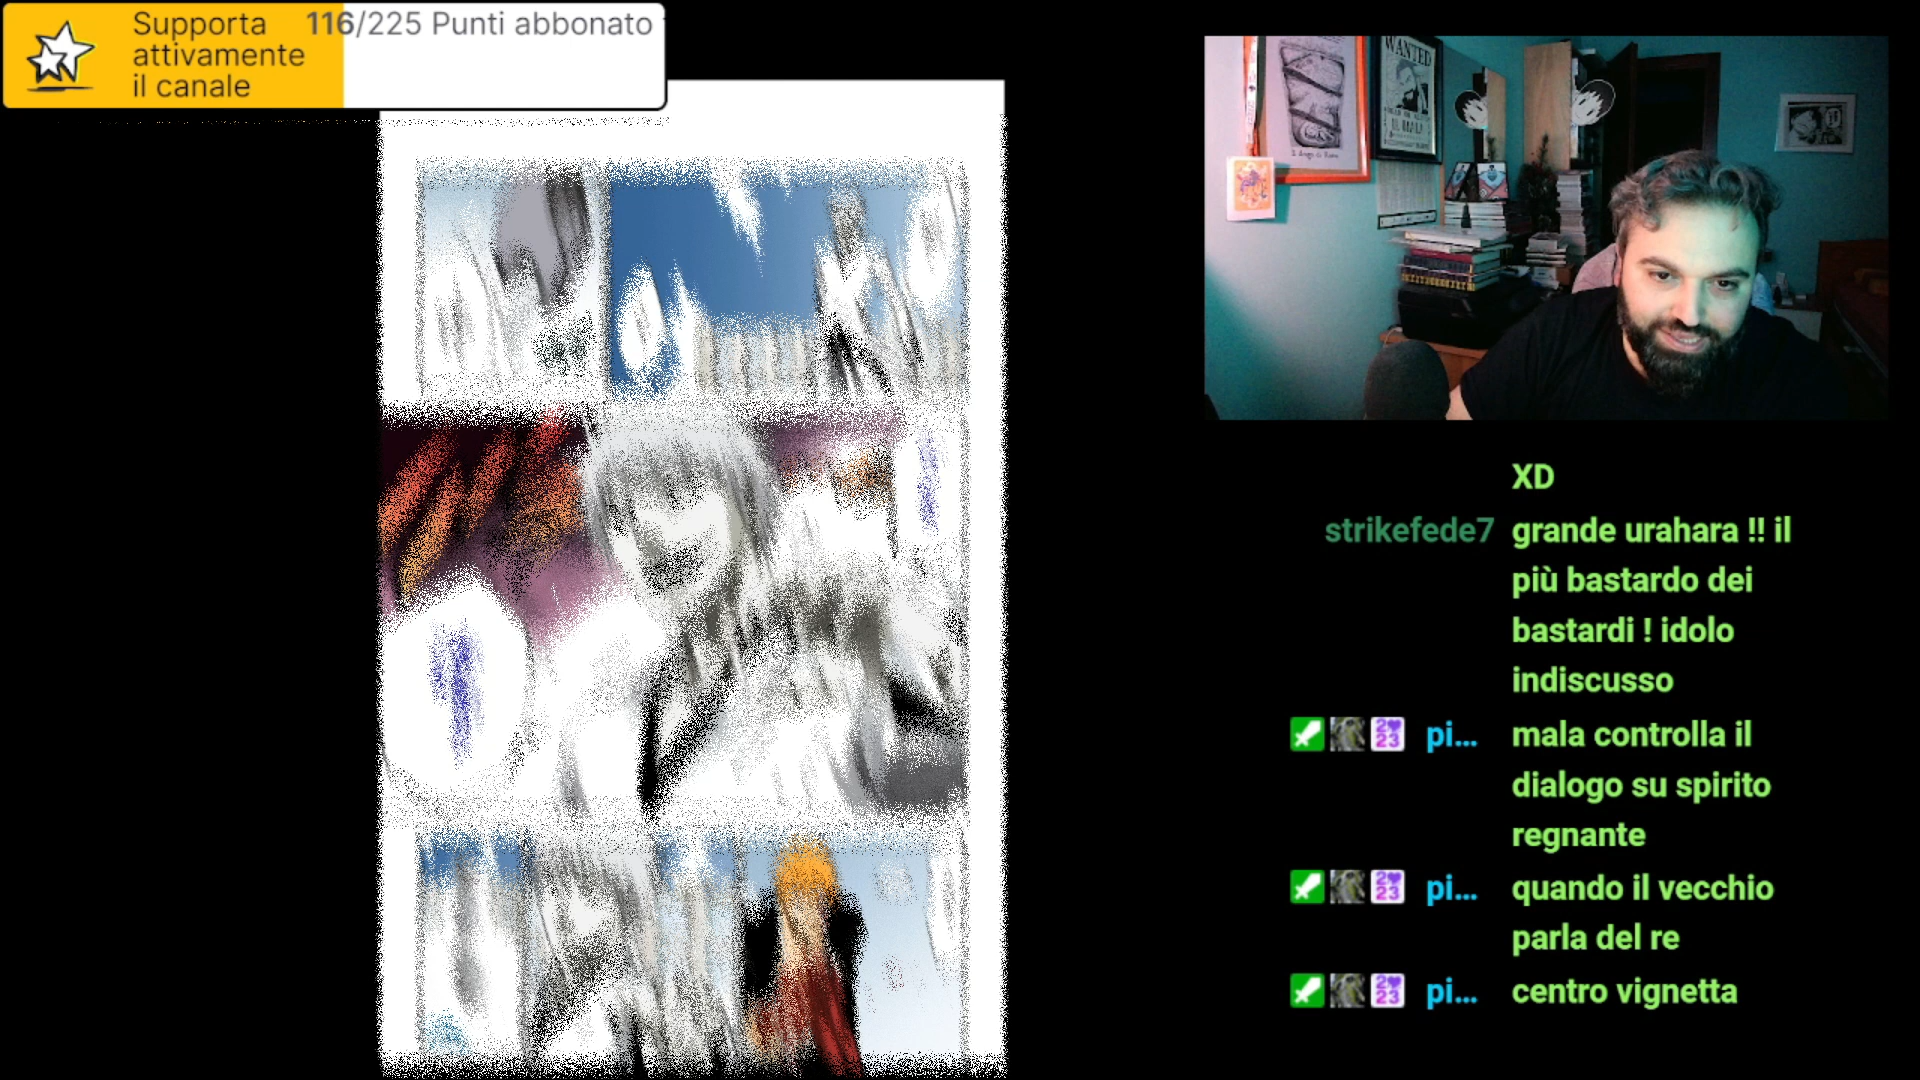 Supporta
attivamente
il canale
116/225 Punti abbonato
WANTED
XD
strikefede7 grande urahara !! il
più bastardo dei
bastardi ! idolo
indiscusso
pi... mala controlla il
dialogo su spirito
regnante
pi... quando il vecchio
parla del re
pi... centro vignetta